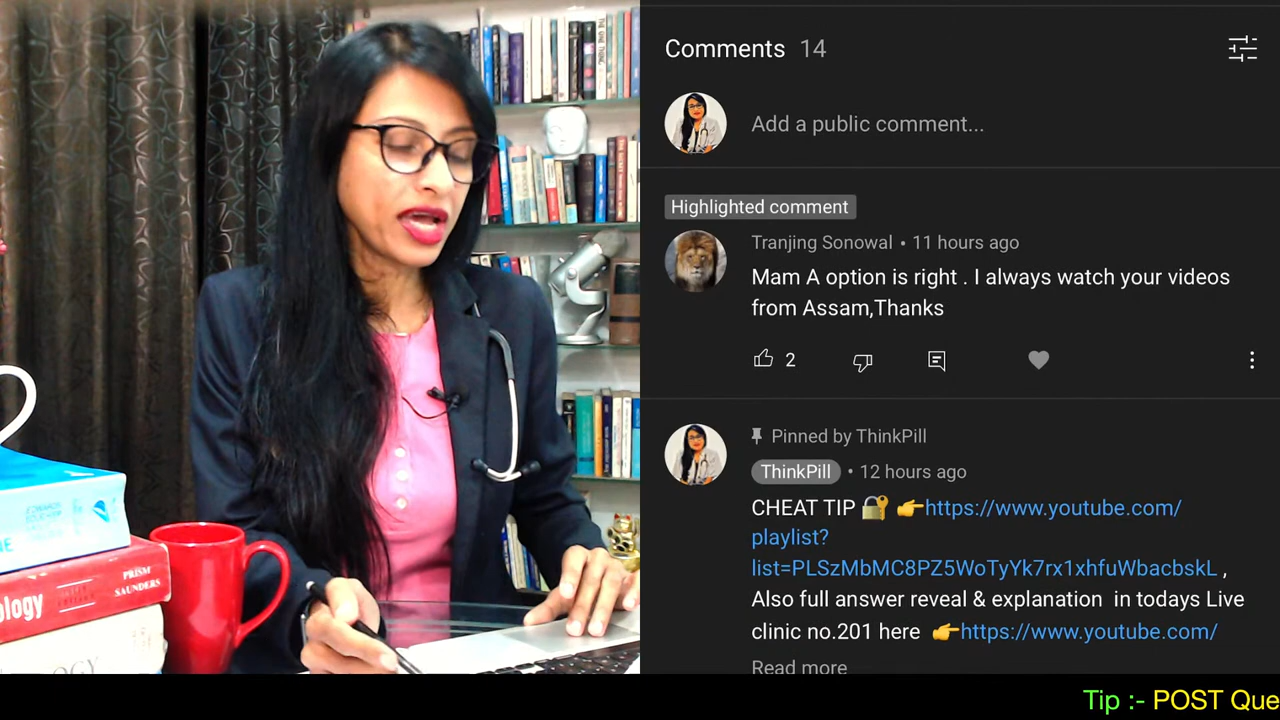 Comments 14
Add a public comment...
Highlighted comment
Tranjing Sonowal • 11 hours ago
Mam A option is right . I always watch your videos
from Assam,Thanks
2
Pinned by ThinkPill
ThinkPill • 12 hours ago
CHEAT TIP 🔐 👉https://www.youtube.com/
playlist?
list=PLSzMbMC8PZ5WoTyYk7rx1xhfuWbacbskL ,
Also full answer reveal & explanation in todays Live
clinic no.201 here 👉https://www.youtube.com/
Read more
PRISM
SAUNDERS
ology
Tip :- POST Que